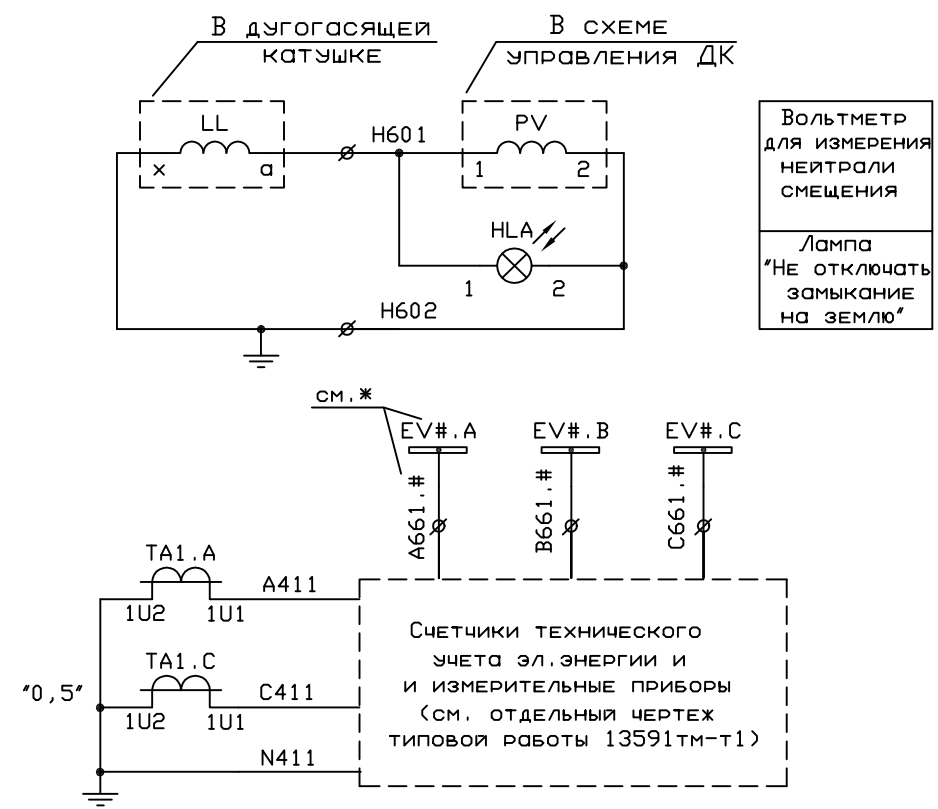 В ДУГОГАСЯЩЕЙ
КАТУШКЕ
В СХЕМЕ
УПРАВЛЕНИЯ ДК
LL
x
a
H601
PV
1
2
HLA
1
2
H602
Вольтметр
для измерения
нейтрали
смещения
Лампа
"Не отключать
замыкание
на землю"
см.*
EV#.A
EV#.B
EV#.C
A661.#
B661.#
C661.#
TA1.A
A411
1U2
1U1
TA1.C
"0,5"
C411
1U2
1U1
N411
Счетчики технического
учета эл.энергии и
и измерительные приборы
(см. отдельный чертеж
типовой работы 13591тм-т1)